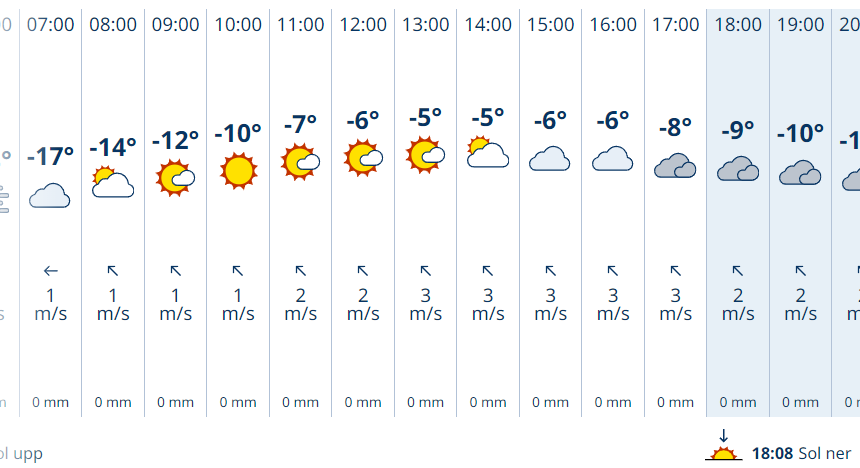 07:00 08:00 09:00 10:00 11:00 12:00 13:00 14:00 15:00 16:00 17:00 18:00 19:00
-17° -14° -12° -10° -7° -6° -5° -5° -6° -6° -8° -9° -10°
1 1 1 1 2 2 3 3 3 3 3 2 2
m/s m/s m/s m/s m/s m/s m/s m/s m/s m/s m/s m/s m/s
0 mm 0 mm 0 mm 0 mm 0 mm 0 mm 0 mm 0 mm 0 mm 0 mm 0 mm 0 mm 0 mm
upp 18:08 Sol ner